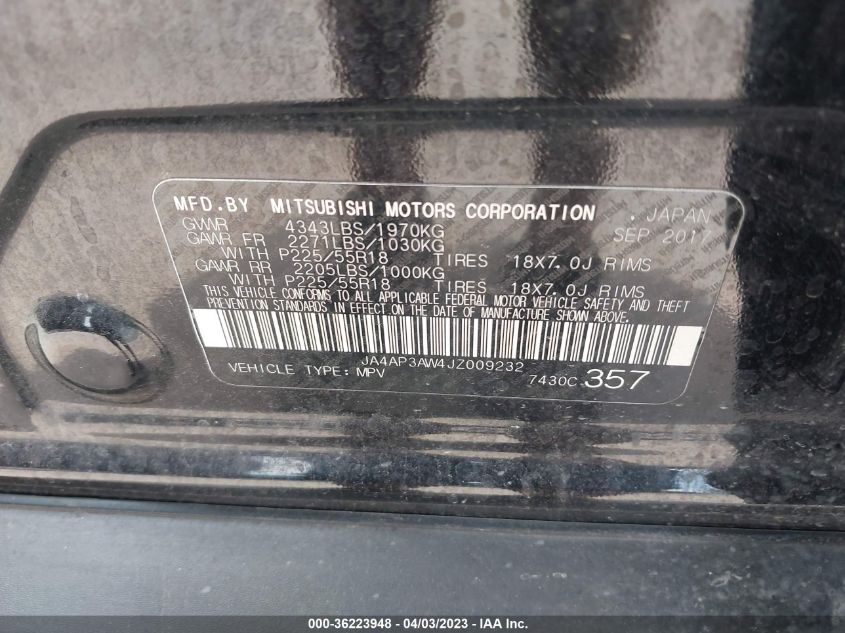 MFD.BY MITSUBISHI MOTORS CORPORATION . JAPAN
GVWR 4343LBS/1970KG SEP 2017
GAWR FR 2271LBS/1030KG
WITH P225/55R18 TIRES 18X7.0J RIMS
GAWR RR 2205LBS/1000KG
WITH P225/55R18 TIRES 18X7.0J RIMS
THIS VEHICLE CONFORMS TO ALL APPLICABLE FEDERAL MOTOR VEHICLE SAFETY AND THEFT
PREVENTION STANDARDS IN EFFECT ON THE DATE OF MANUFACTURE SHOWN ABOVE.
JA4AP3AW4JZ009232
VEHICLE TYPE: MPV 7430C 357
000-36223948 - 04/03/2023 - IAA Inc.